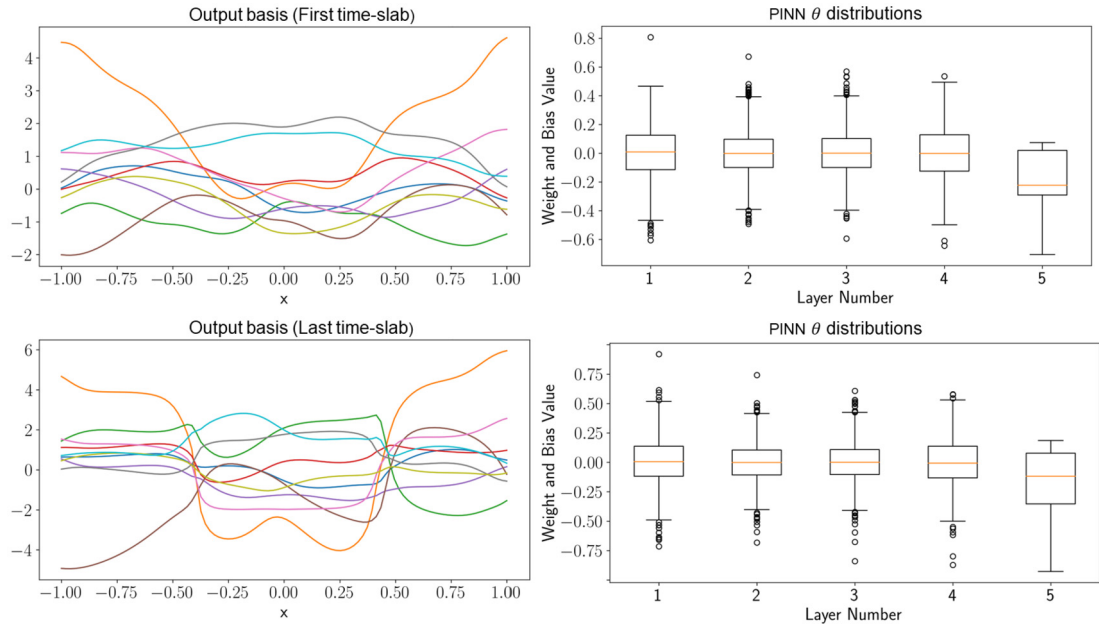 Output basis (First time-slab)
4
3
2
1
0
−1
−2
−1.00 −0.75 −0.50 −0.25 0.00 0.25 0.50 0.75 1.00
x
PINN θ distributions
Weight and Bias Value
0.8
0.6
0.4
0.2
0.0
−0.2
−0.4
−0.6
1 2 3 4 5
Layer Number
Output basis (Last time-slab)
6
4
2
0
−2
−4
−1.00 −0.75 −0.50 −0.25 0.00 0.25 0.50 0.75 1.00
x
PINN θ distributions
Weight and Bias Value
0.75
0.50
0.25
0.00
−0.25
−0.50
−0.75
1 2 3 4 5
Layer Number